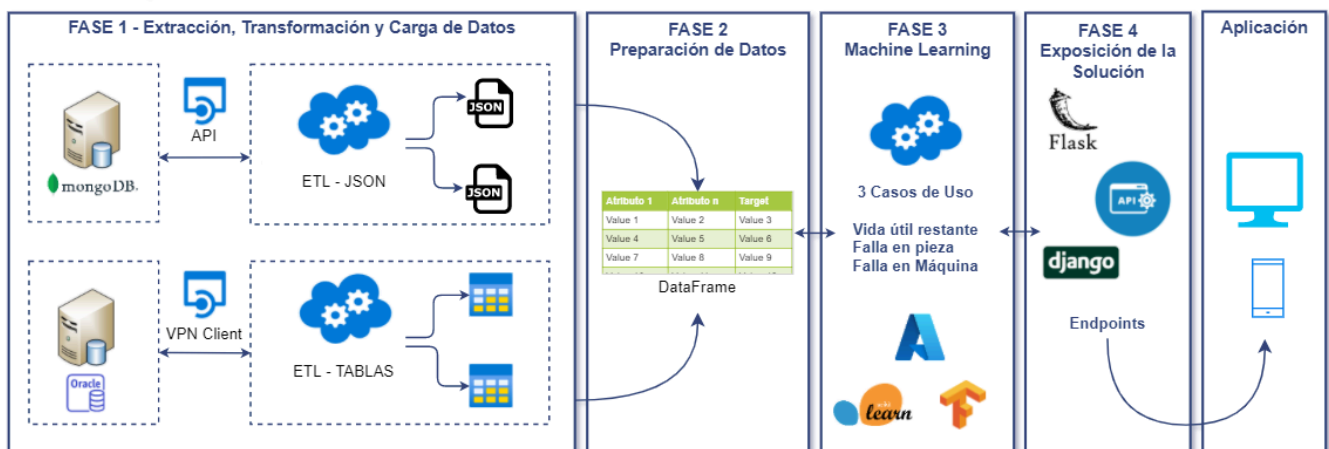 FASE 1 - Extracción, Transformación y Carga de Datos
mongoDB.
API
ETL - JSON
JSON
JSON
Oracle
VPN Client
ETL - TABLAS
FASE 2
Preparación de Datos
Atributo 1 Atributo n Target
Value 1 Value 2 Value 3
Value 4 Value 5 Value 6
Value 7 Value 8 Value 9
DataFrame
FASE 3
Machine Learning
3 Casos de Uso
Vida útil restante
Falla en pieza
Falla en Máquina
learn
FASE 4
Exposición de la
Solución
Flask
API
django
Endpoints
Aplicación